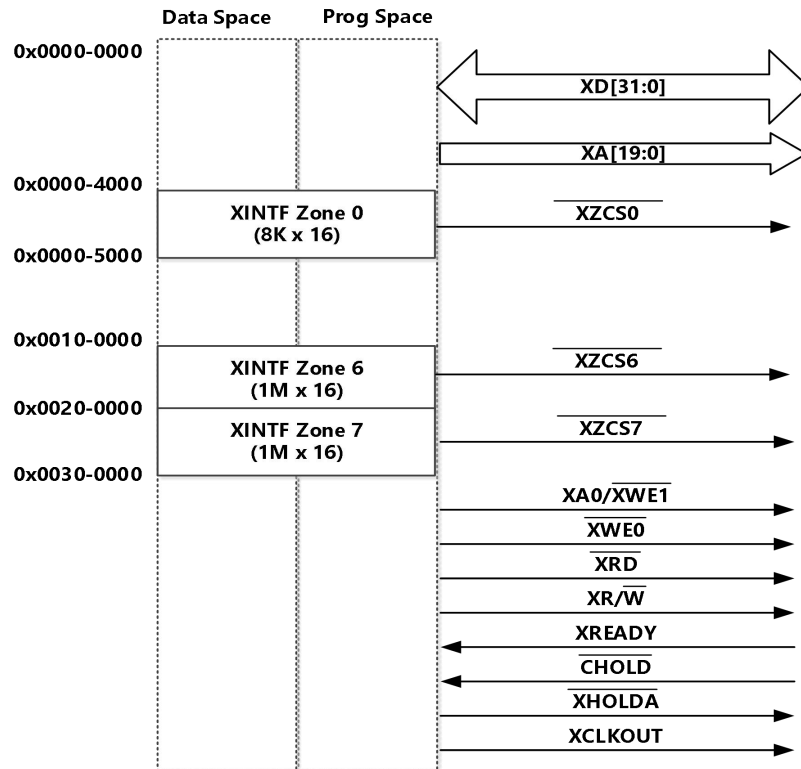 Data Space
Prog Space
0x0000-0000
XD[31:0]
XA[19:0]
0x0000-4000
XINTF Zone 0
(8K x 16)
XZCS0
0x0000-5000
0x0010-0000
XINTF Zone 6
(1M x 16)
XZCS6
0x0020-0000
XINTF Zone 7
(1M x 16)
XZCS7
0x0030-0000
XA0/XWE1
XWE0
XRD
XR/W
XREADY
CHOLD
XHOLDA
XCLKOUT